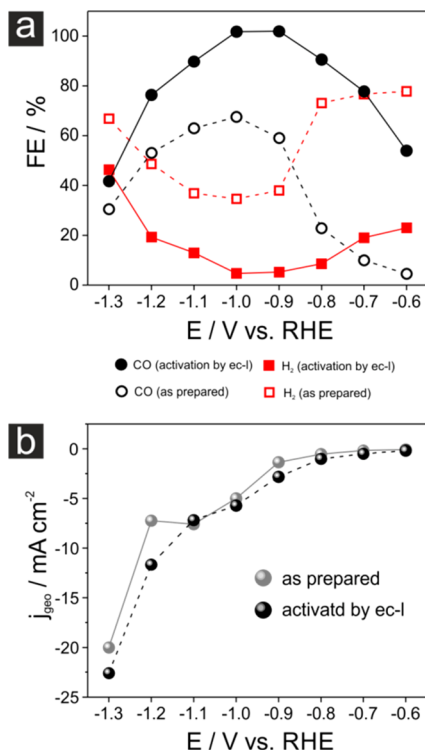 a
FE / %
100
80
60
40
20
0
-1.3 -1.2 -1.1 -1.0 -0.9 -0.8 -0.7 -0.6
E / V vs. RHE
CO (activation by ec-l) H₂ (activation by ec-l)
CO (as prepared) H₂ (as prepared)
b
j_geo / mA cm⁻²
0
-5
-10
-15
-20
-25
as prepared
activatd by ec-l
-1.3 -1.2 -1.1 -1.0 -0.9 -0.8 -0.7 -0.6
E / V vs. RHE